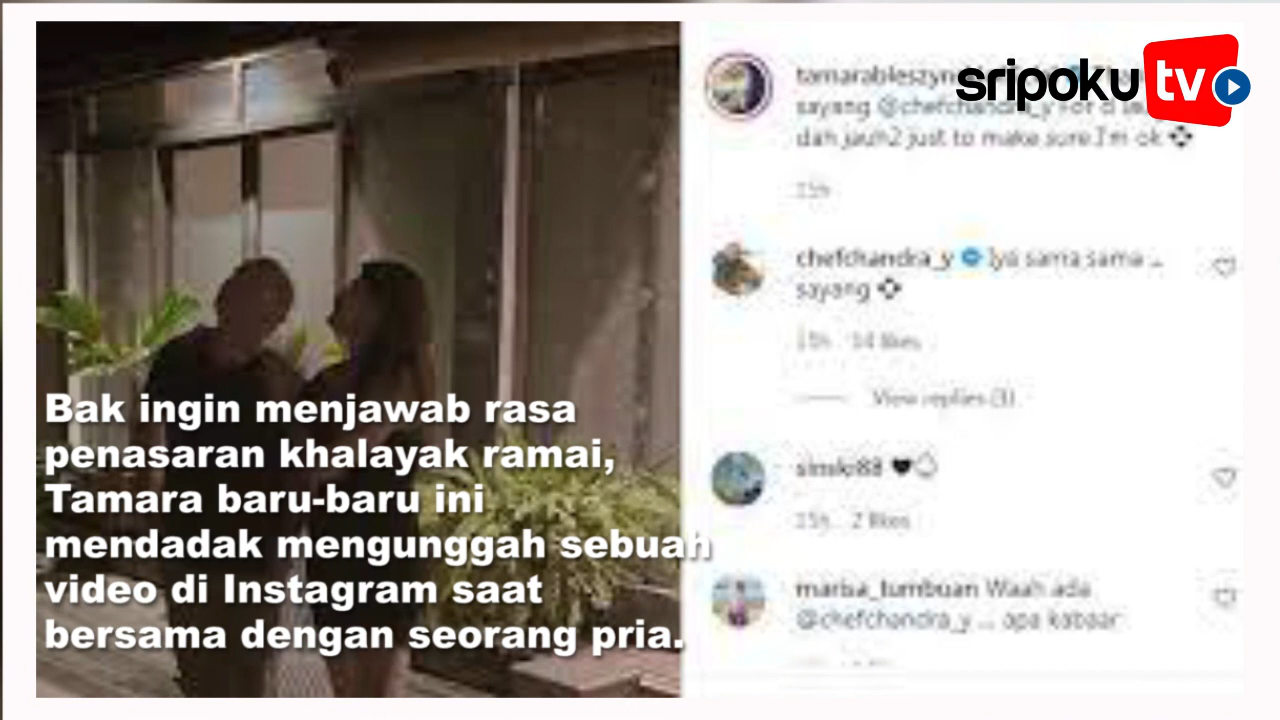 sripoku tv
sayang @chefchandra_y For d
dah jauh2 just to make sure I'm ok
15h
chefchandra_y Iya sama sama ...
sayang
15h 14 likes
View replies (3)
15h 2 likes
marisa_tumbuan Waah ada
@chefchandra_y ... apa kabaar
Bak ingin menjawab rasa
penasaran khalayak ramai,
Tamara baru-baru ini
mendadak mengunggah sebuah
video di Instagram saat
bersama dengan seorang pria.